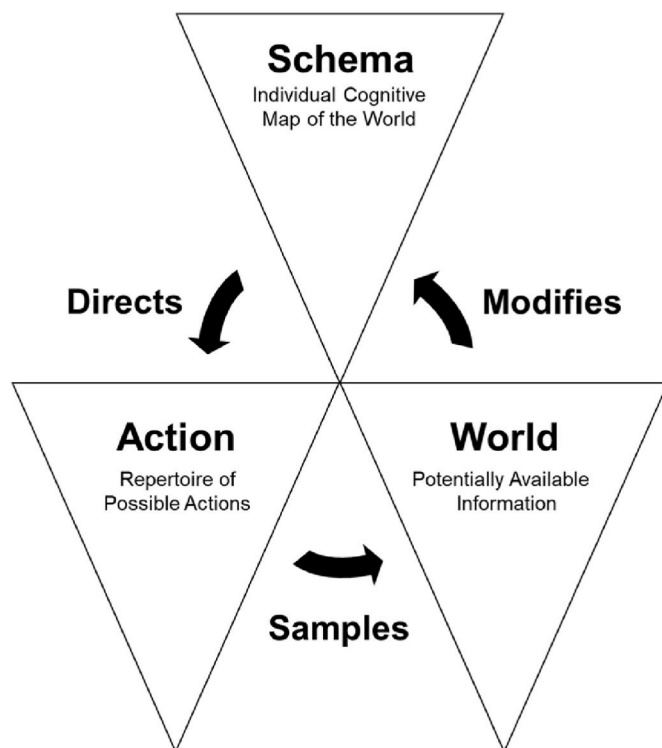 Schema
Individual Cognitive
Map of the World
Directs
Modifies
Action
Repertoire of
Possible Actions
World
Potentially Available
Information
Samples